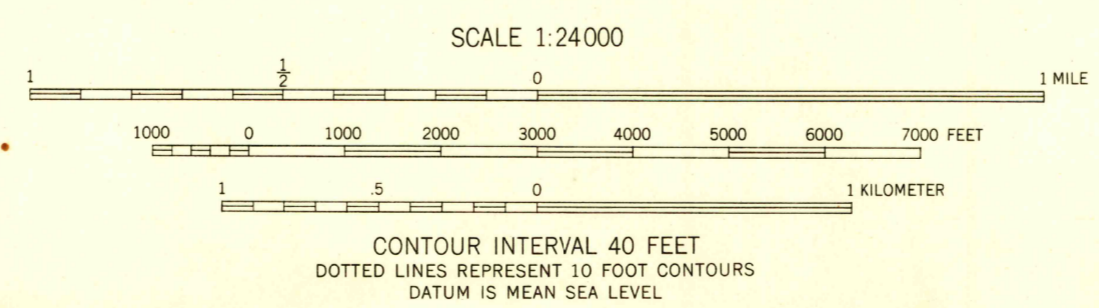 SCALE 1:24000
1 1/2 0 1 MILE
1000 0 1000 2000 3000 4000 5000 6000 7000 FEET
1 .5 0 1 KILOMETER
CONTOUR INTERVAL 40 FEET
DOTTED LINES REPRESENT 10 FOOT CONTOURS
DATUM IS MEAN SEA LEVEL